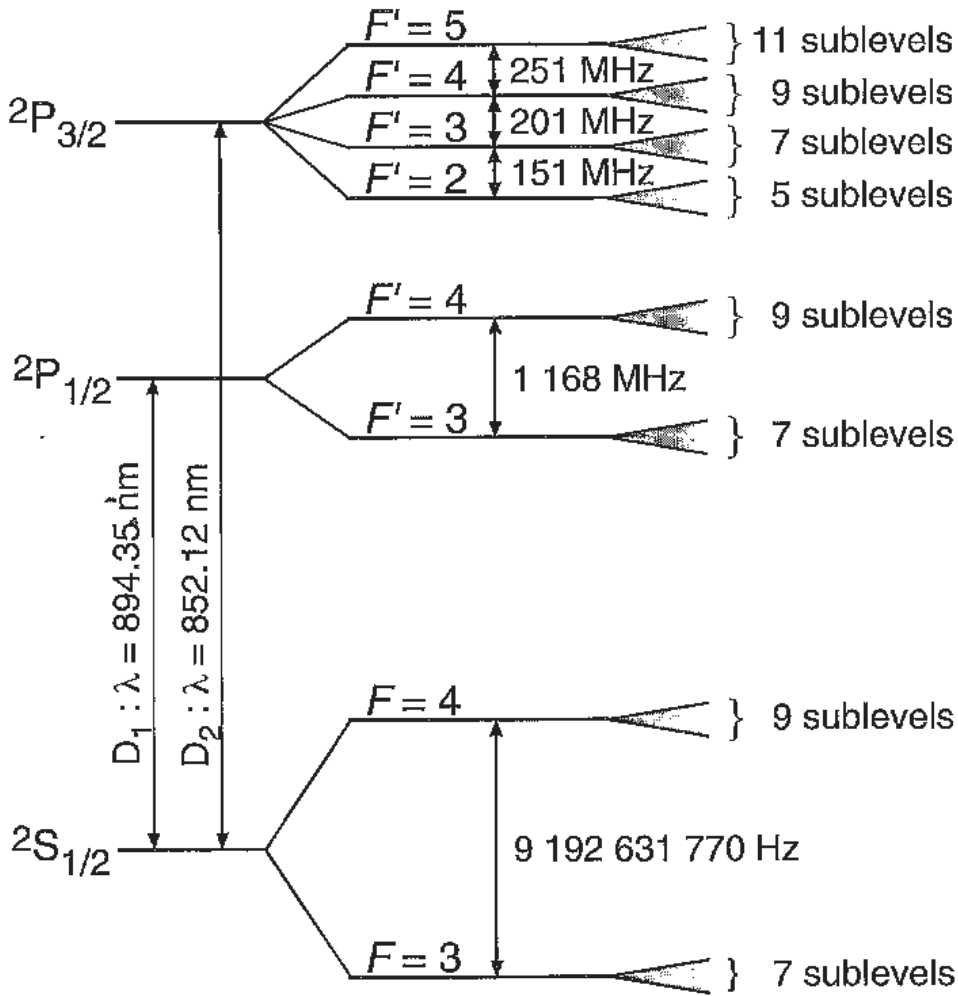 F' = 5
11 sublevels
251 MHz
F' = 4
9 sublevels
²P₃/₂
201 MHz
F' = 3
7 sublevels
151 MHz
F' = 2
5 sublevels
F' = 4
9 sublevels
²P₁/₂
1 168 MHz
F' = 3
7 sublevels
D₁ : λ = 894.35 nm
D₂ : λ = 852.12 nm
F = 4
9 sublevels
²S₁/₂
9 192 631 770 Hz
F = 3
7 sublevels